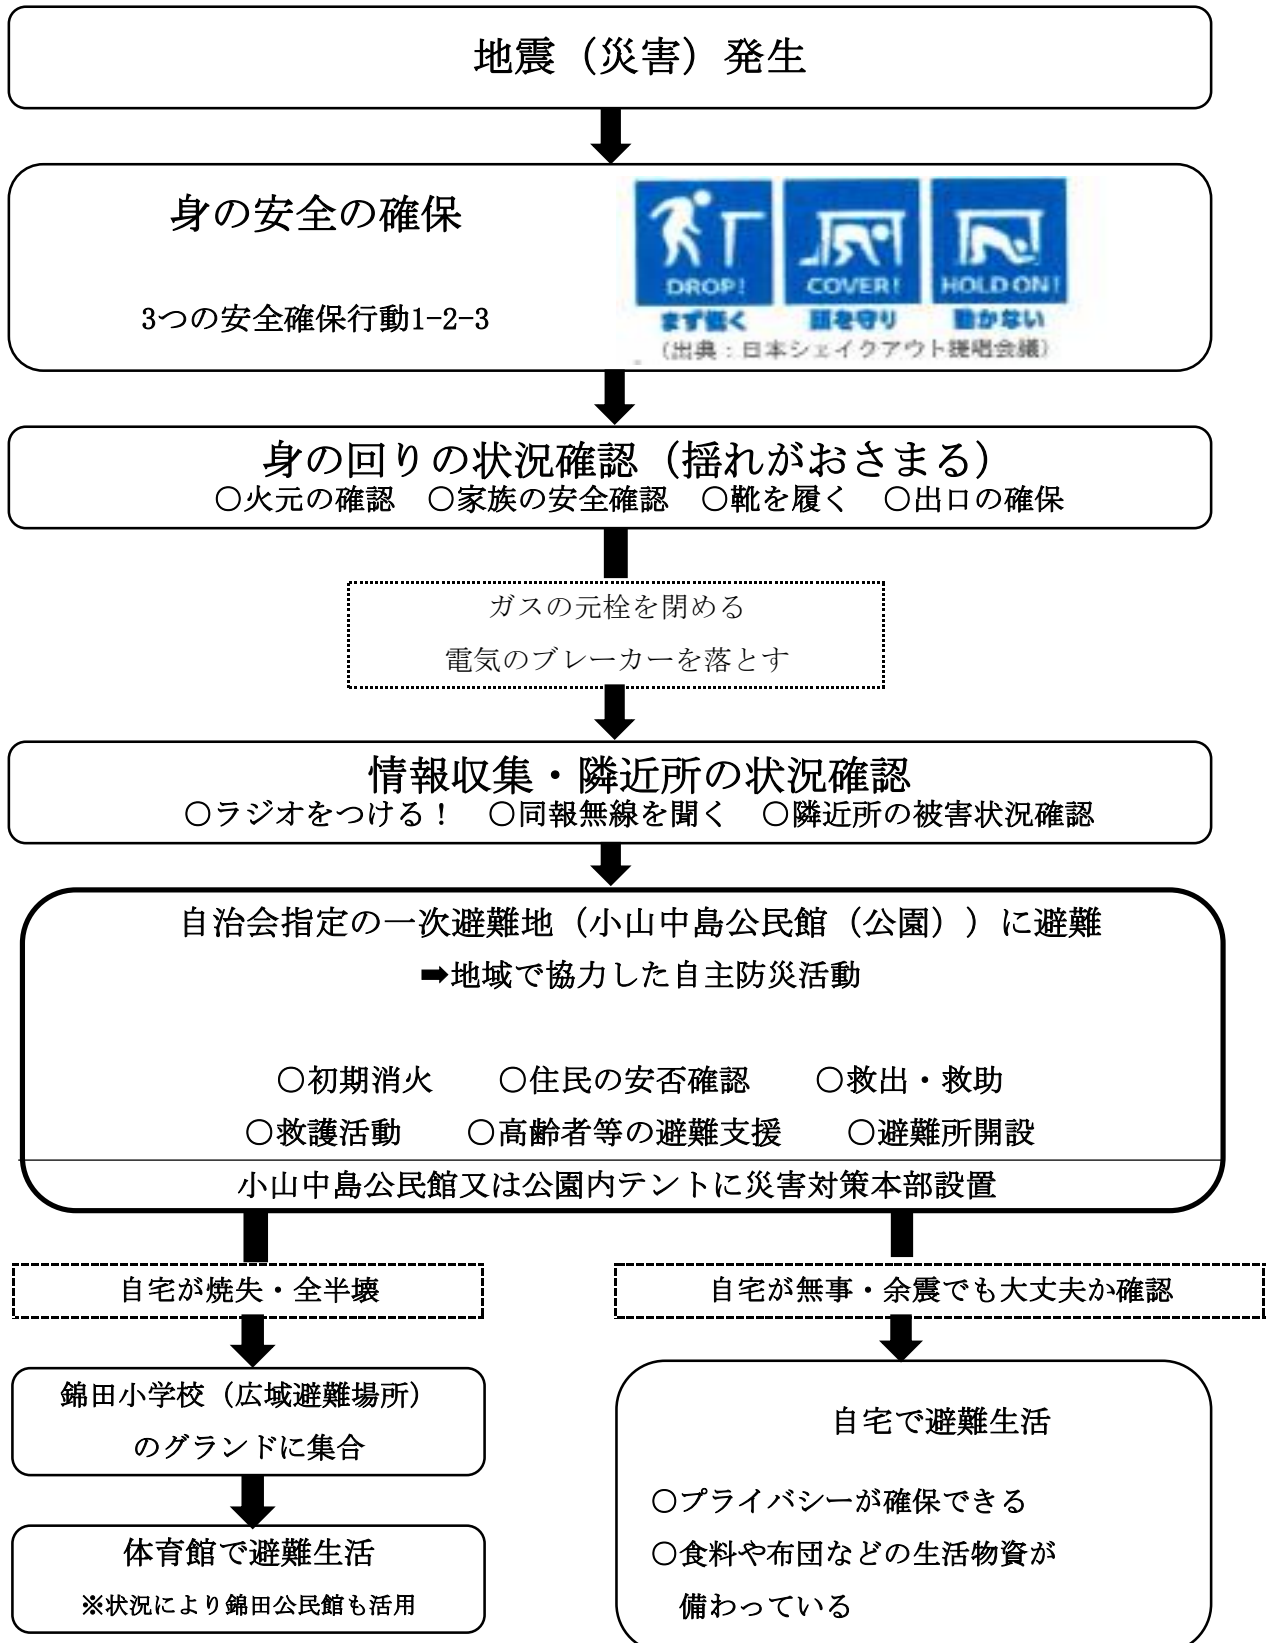 地震（災害）発生
身の安全の確保
3つの安全確保行動1-2-3
DROP! COVER! HOLD ON!
まず低く 頭を守り 動かない
（出典：日本シェイクアウト提唱会議）
身の回りの状況確認（揺れがおさまる）
○火元の確認 ○家族の安全確認 ○靴を履く ○出口の確保
ガスの元栓を閉める
電気のブレーカーを落とす
情報収集・隣近所の状況確認
○ラジオをつける！ ○同報無線を聞く ○隣近所の被害状況確認
自治会指定の一次避難地（小山中島公民館（公園））に避難
➡地域で協力した自主防災活動
○初期消火 ○住民の安否確認 ○救出・救助
○救護活動 ○高齢者等の避難支援 ○避難所開設
小山中島公民館又は公園内テントに災害対策本部設置
自宅が焼失・全半壊
錦田小学校（広域避難場所）
のグランドに集合
体育館で避難生活
※状況により錦田公民館も活用
自宅が無事・余震でも大丈夫か確認
自宅で避難生活
○プライバシーが確保できる
○食料や布団などの生活物資が
備わっている